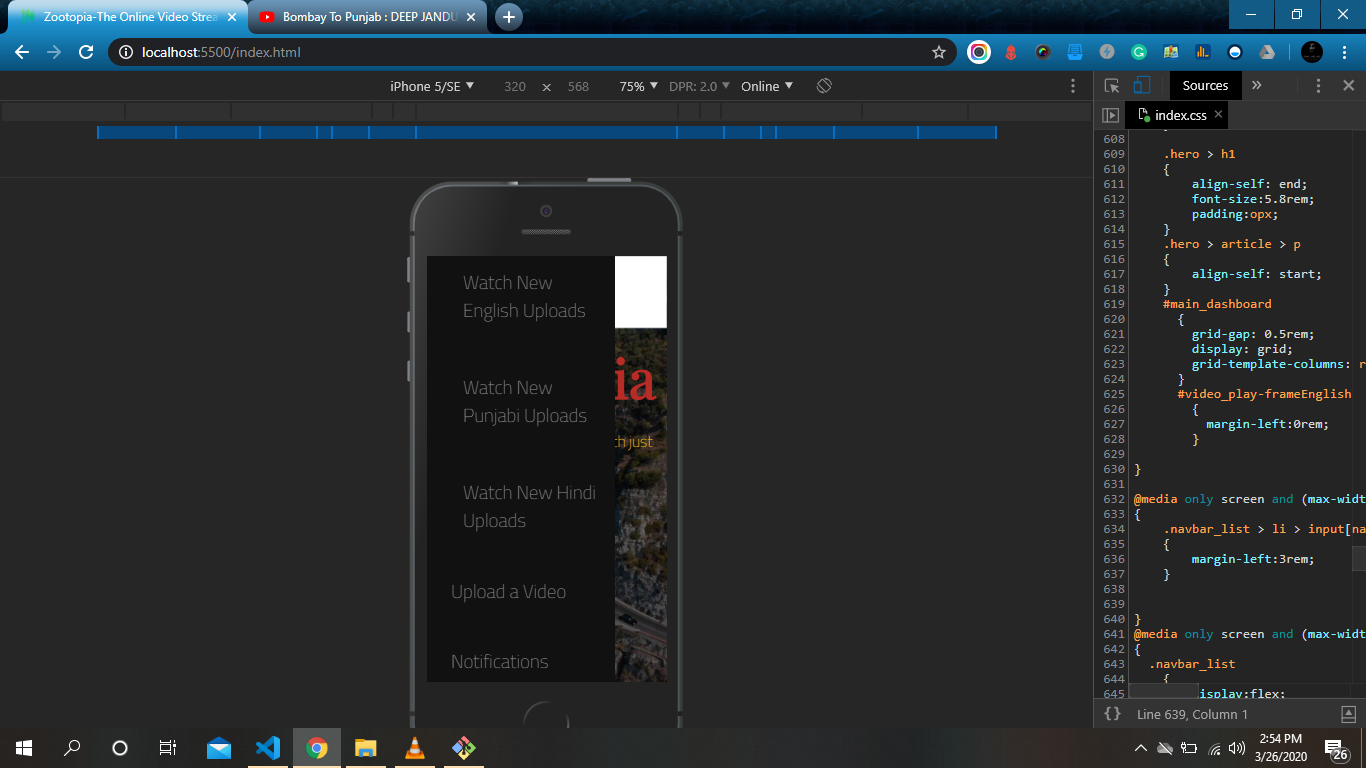 Zootopia-The Online Video Strea
Bombay To Punjab : DEEP JANDU
localhost:5500/index.html
iPhone 5/SE
320 × 568
75%
DPR: 2.0
Online
Sources
index.css
608
609 .hero > h1
610 {
611 align-self: end;
612 font-size:5.8rem;
613 padding:opx;
614 }
615 .hero > article > p
616 {
617 align-self: start;
618 }
619 #main_dashboard
620 {
621 grid-gap: 0.5rem;
622 display: grid;
623 grid-template-columns: r
624 }
625 #video_play-frameEnglish
626 {
627 margin-left:0rem;
628 }
629
630 }
631
632 @media only screen and (max-widt
633 {
634 .navbar_list > li > input[na
635 {
636 margin-left:3rem;
637 }
638
639
640 }
641 @media only screen and (max-widt
642 {
643 .navbar_list
644 {
645 isplay:flex;
{} Line 639, Column 1
Watch New
English Uploads
Watch New
Punjabi Uploads
Watch New Hindi
Uploads
Upload a Video
Notifications
ia
th just
2:54 PM
3/26/2020
26